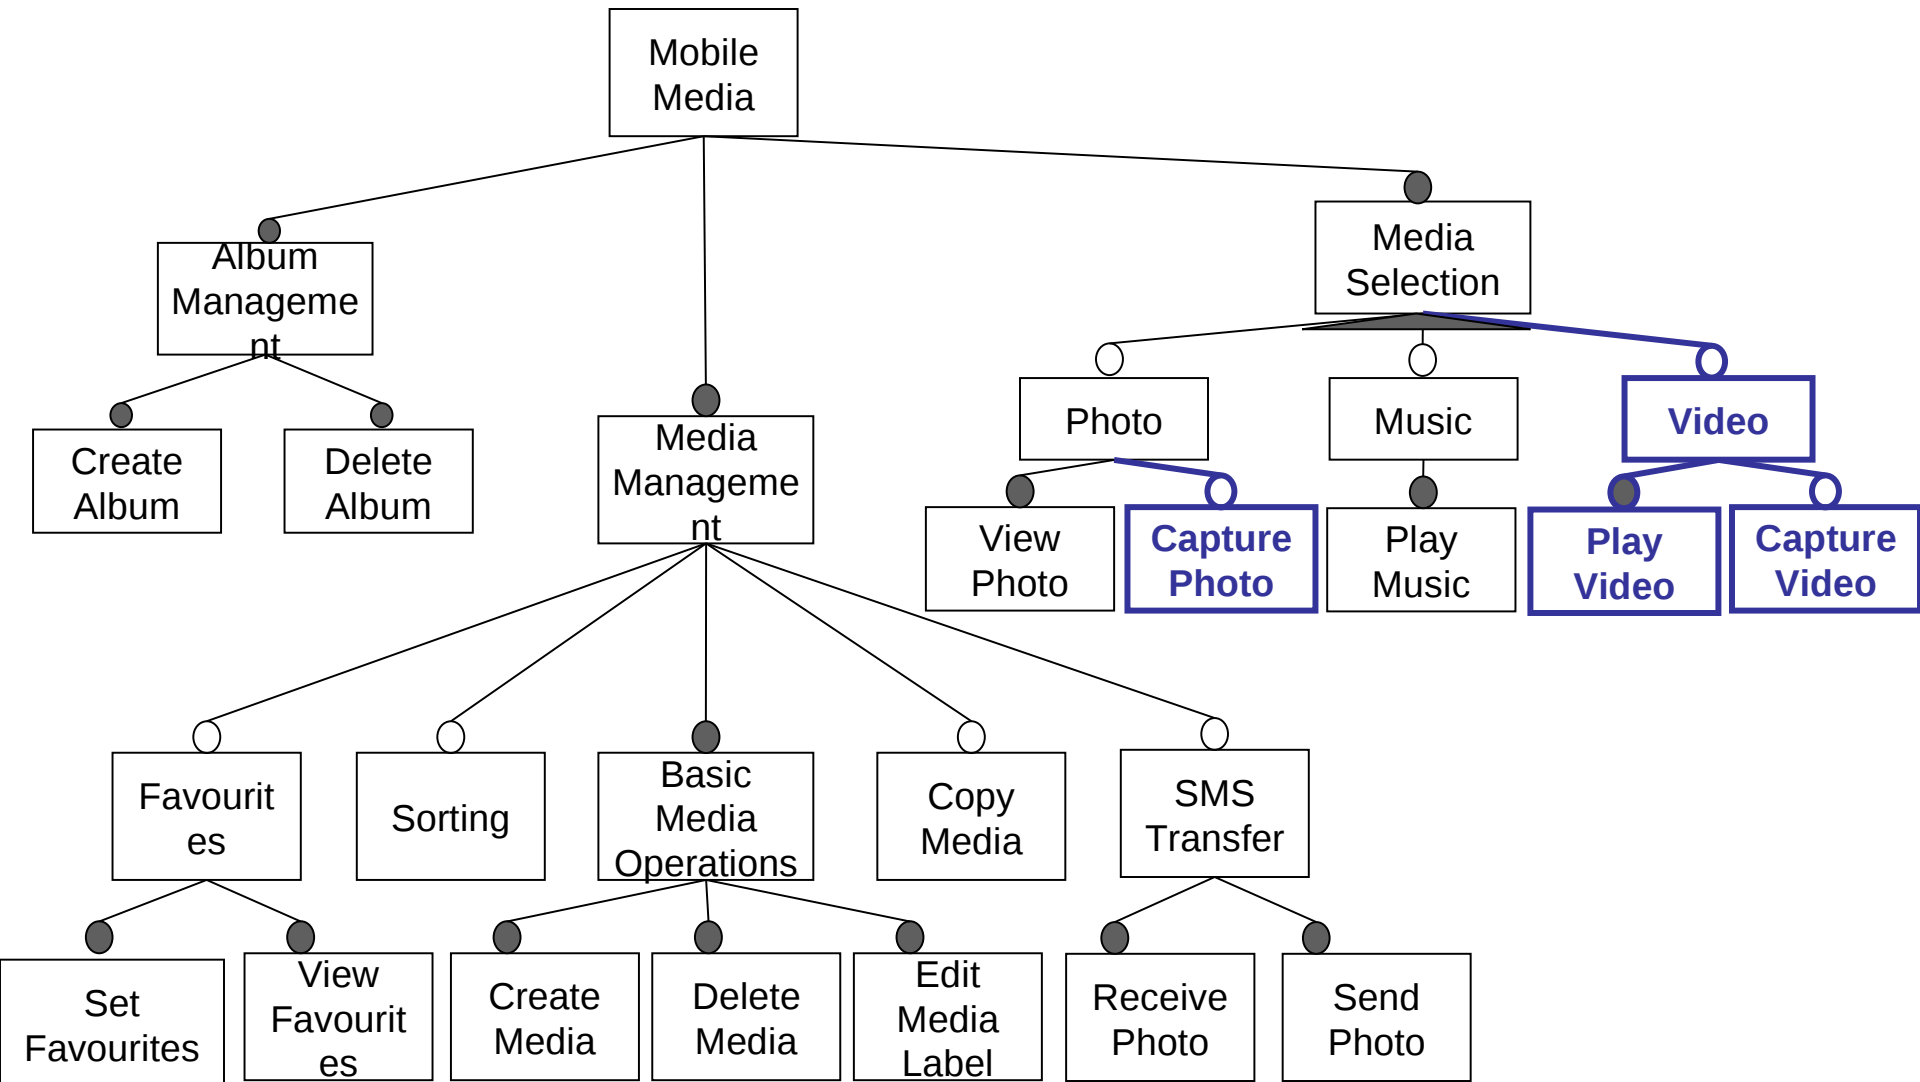 Mobile
Media
Album
Manageme
nt
Media
Selection
Create
Album
Delete
Album
Media
Manageme
nt
Photo
Music
Video
View
Photo
Capture
Photo
Play
Music
Play
Video
Capture
Video
Favourit
es
Sorting
Basic
Media
Operations
Copy
Media
SMS
Transfer
Set
Favourites
View
Favourit
es
Create
Media
Delete
Media
Edit
Media
Label
Receive
Photo
Send
Photo